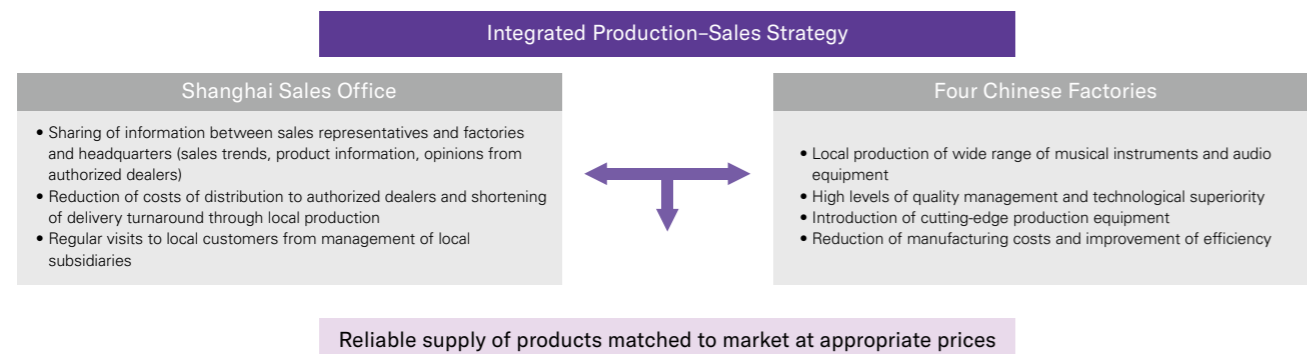 Integrated Production–Sales Strategy
Shanghai Sales Office
• Sharing of information between sales representatives and factories
and headquarters (sales trends, product information, opinions from
authorized dealers)
• Reduction of costs of distribution to authorized dealers and shortening
of delivery turnaround through local production
• Regular visits to local customers from management of local
subsidiaries
Four Chinese Factories
• Local production of wide range of musical instruments and audio
equipment
• High levels of quality management and technological superiority
• Introduction of cutting-edge production equipment
• Reduction of manufacturing costs and improvement of efficiency
Reliable supply of products matched to market at appropriate prices